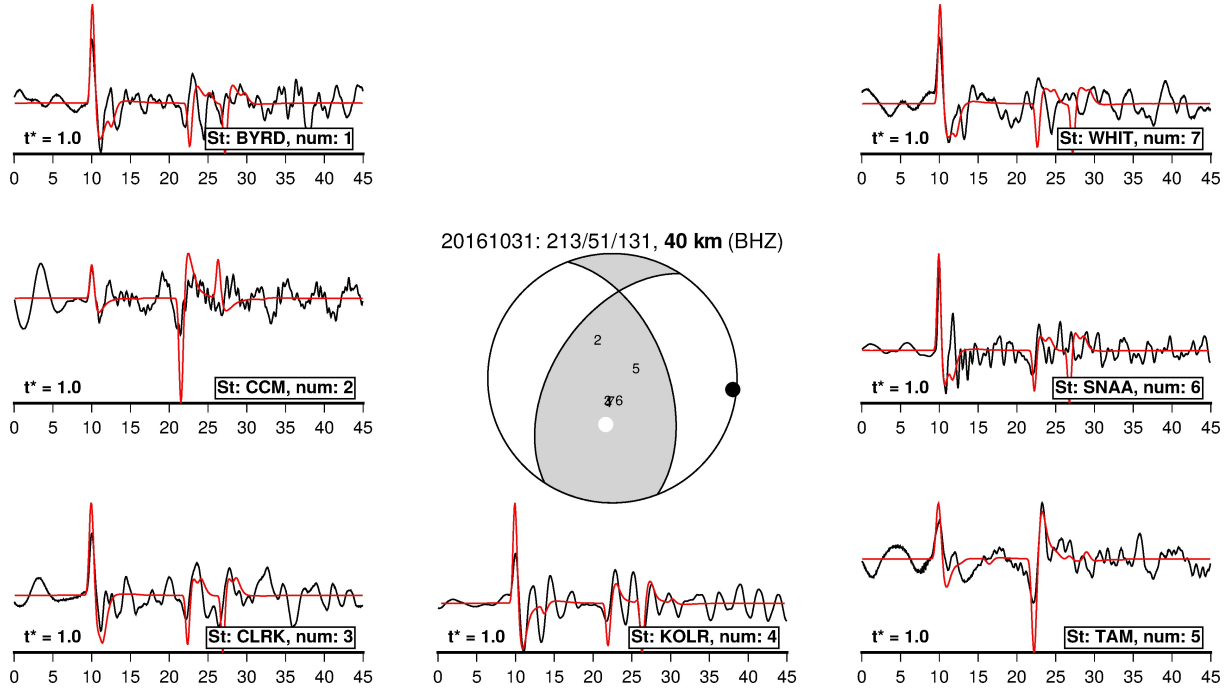 t* = 1.0
St: BYRD, num: 1
0 5 10 15 20 25 30 35 40 45
t* = 1.0
St: WHIT, num: 7
0 5 10 15 20 25 30 35 40 45
20161031: 213/51/131, 40 km (BHZ)
2
5
6
t* = 1.0
St: CCM, num: 2
0 5 10 15 20 25 30 35 40 45
t* = 1.0
St: SNAA, num: 6
0 5 10 15 20 25 30 35 40 45
t* = 1.0
St: CLRK, num: 3
0 5 10 15 20 25 30 35 40 45
t* = 1.0
St: KOLR, num: 4
0 5 10 15 20 25 30 35 40 45
t* = 1.0
St: TAM, num: 5
0 5 10 15 20 25 30 35 40 45